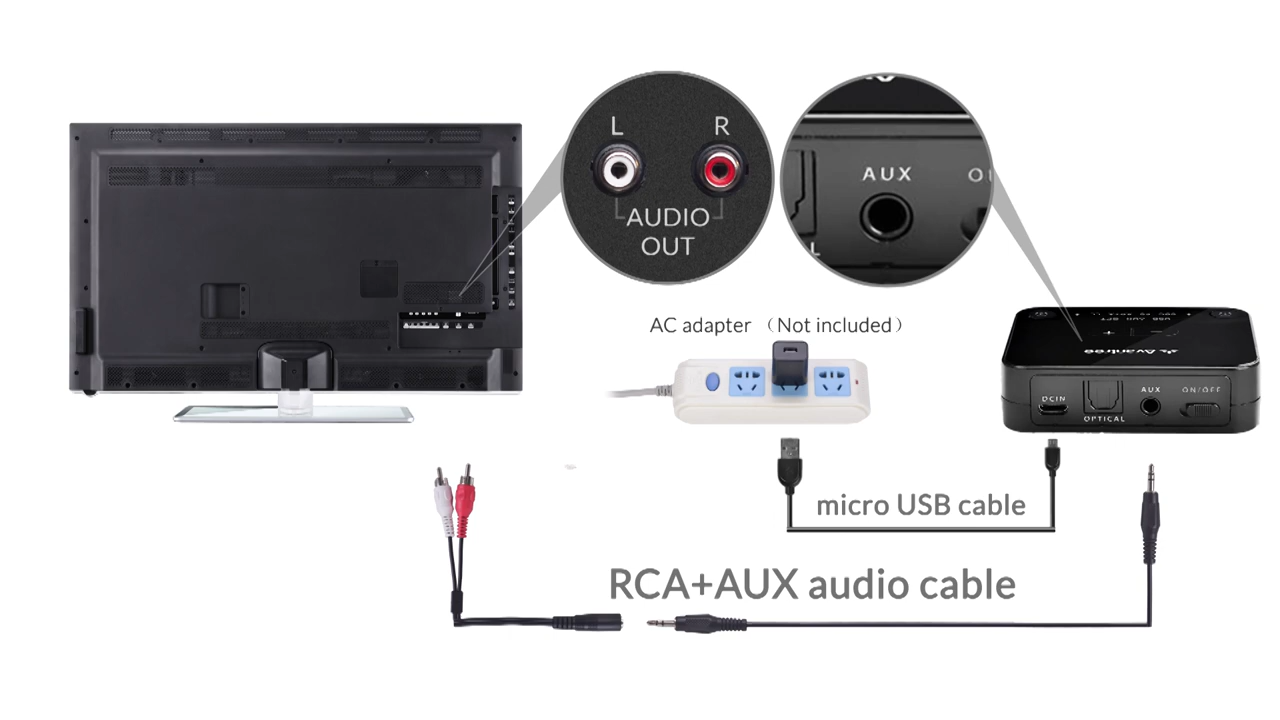 L
R
AUDIO
OUT
AUX
AC adapter （Not included）
Avantree
DCIN
OPTICAL
AUX
ON/OFF
micro USB cable
RCA+AUX audio cable